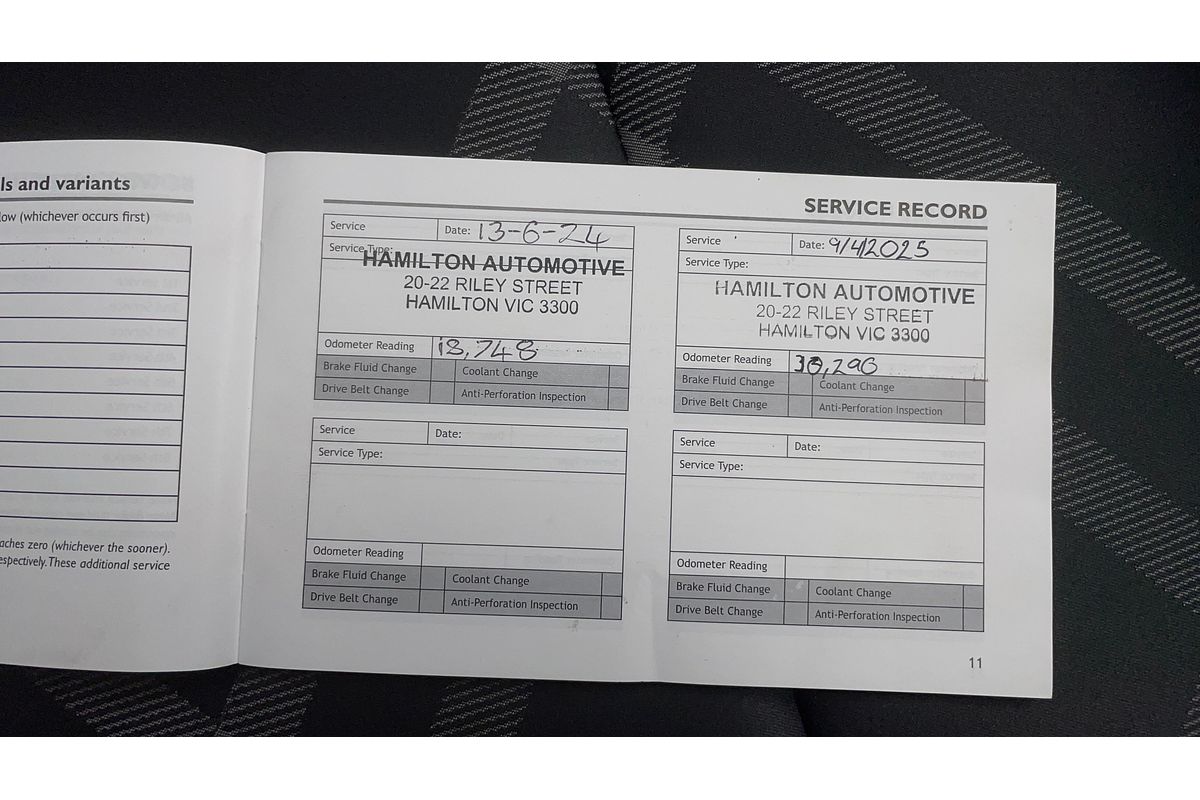 ls and variants
low (whichever occurs first)
aches zero (whichever the sooner).
espectively. These additional service
SERVICE RECORD
Service Date: 13-6-24
Service Type:
HAMILTON AUTOMOTIVE
20-22 RILEY STREET
HAMILTON VIC 3300
Odometer Reading 13,748
Brake Fluid Change Coolant Change
Drive Belt Change Anti-Perforation Inspection
Service Date: 9/4/2025
Service Type:
HAMILTON AUTOMOTIVE
20-22 RILEY STREET
HAMILTON VIC 3300
Odometer Reading
Brake Fluid Change Coolant Change
Drive Belt Change Anti-Perforation Inspection
Service Date:
Service Type:
Odometer Reading
Brake Fluid Change Coolant Change
Drive Belt Change Anti-Perforation Inspection
Service Date:
Service Type:
Odometer Reading
Brake Fluid Change Coolant Change
Drive Belt Change Anti-Perforation Inspection
11